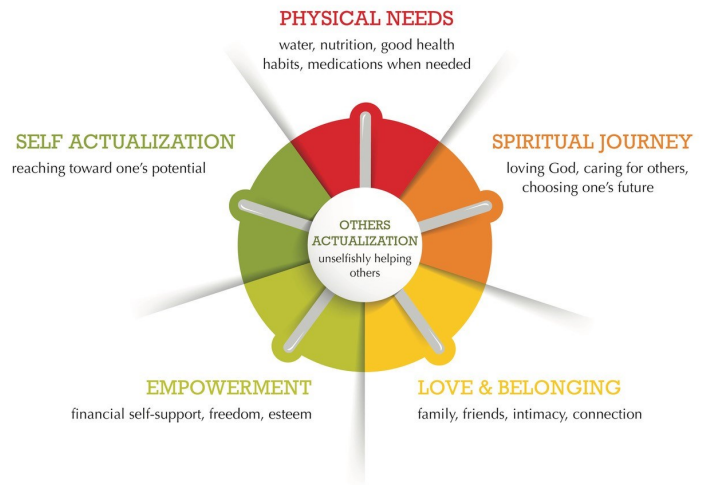 PHYSICAL NEEDS
water, nutrition, good health
habits, medications when needed
SELF ACTUALIZATION
reaching toward one's potential
SPIRITUAL JOURNEY
loving God, caring for others,
choosing one's future
OTHERS
ACTUALIZATION
unselfishly helping
others
EMPOWERMENT
financial self-support, freedom, esteem
LOVE & BELONGING
family, friends, intimacy, connection